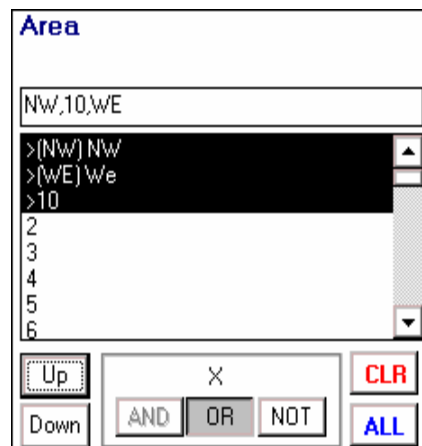 Area
NW,10,WE
>(NW) NW
>(WE) We
>10
2
3
4
5
6
Up
X
CLR
Down
AND
OR
NOT
ALL